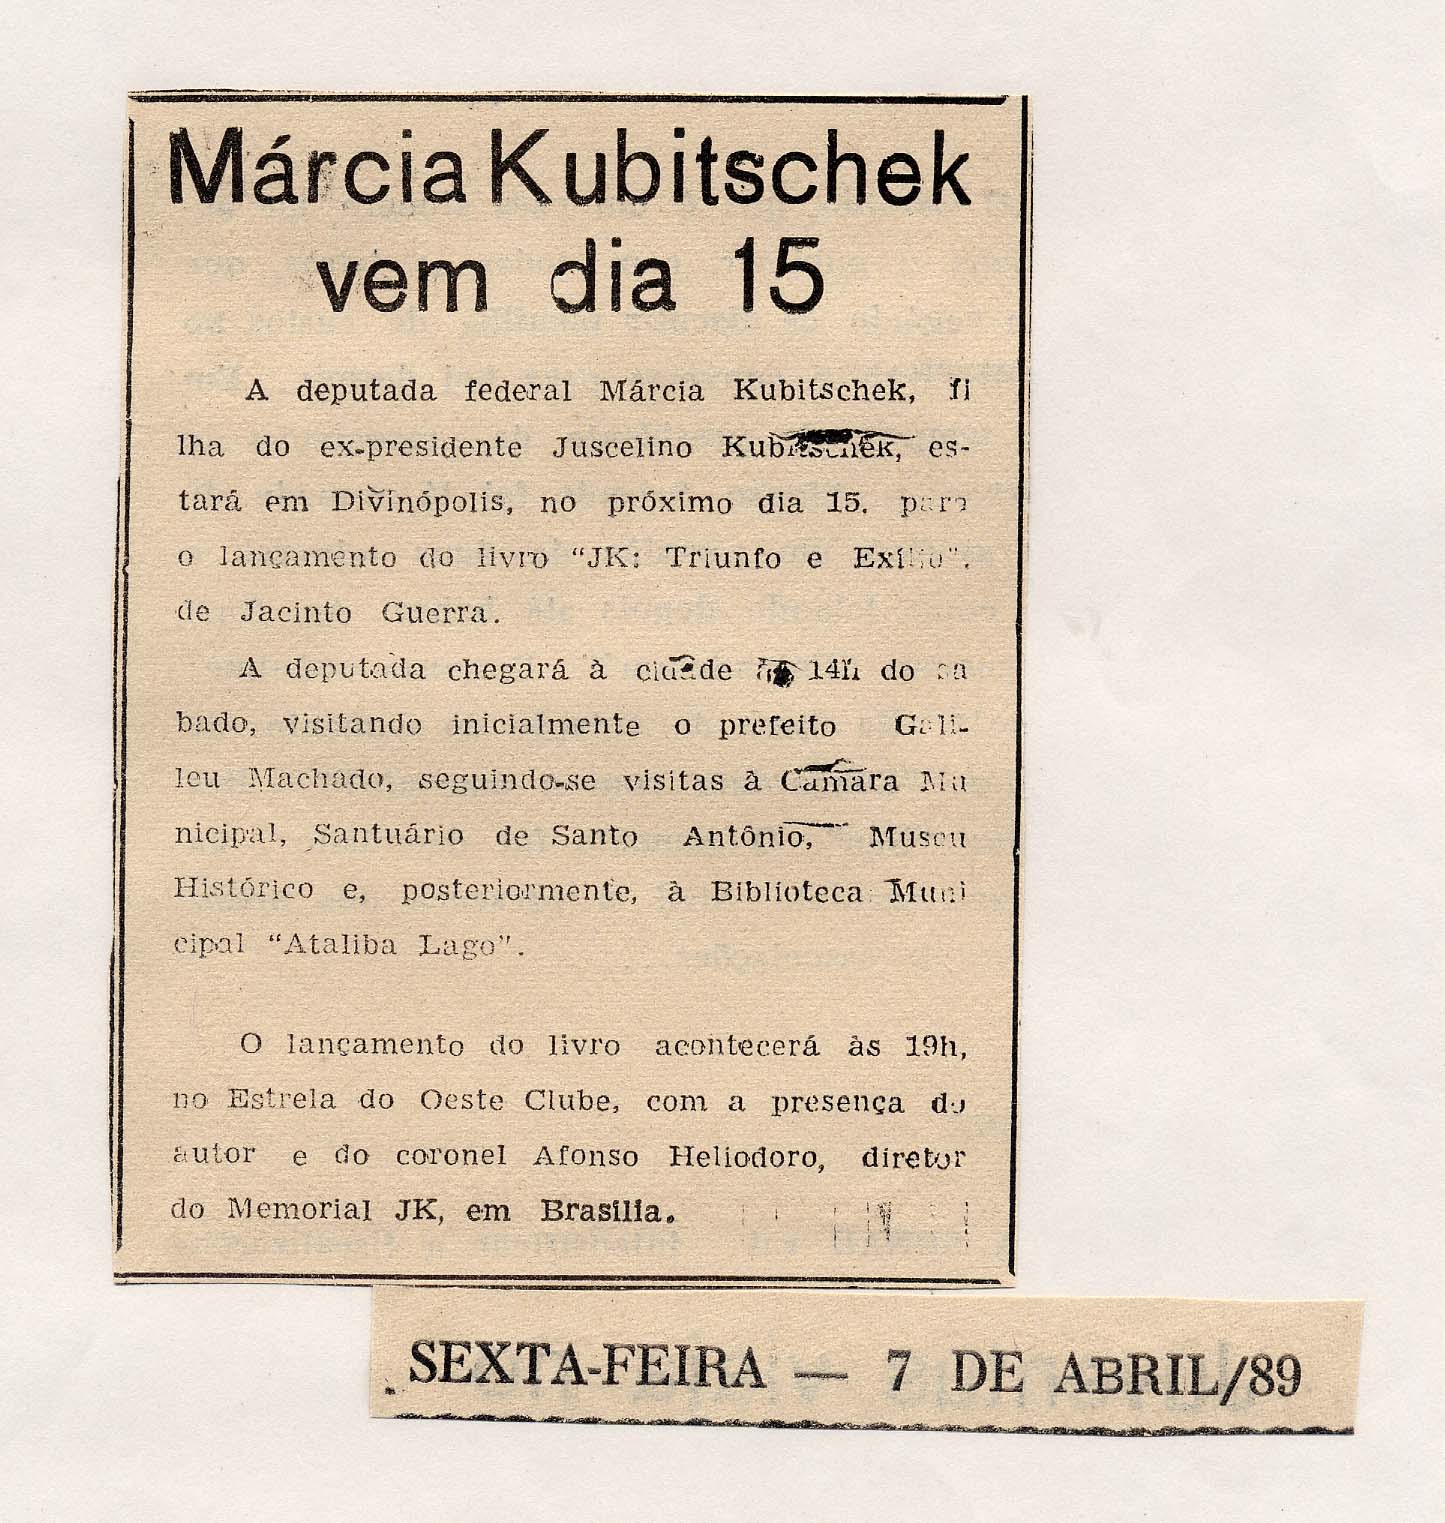 Márcia Kubitschek
vem dia 15
A deputada federal Márcia Kubitschek, fi
lha do ex-presidente Juscelino Kubitschek, es-
tará em Divinópolis, no próximo dia 15, para
o lançamento do livro “JK: Triunfo e Exílio”,
de Jacinto Guerra.
A deputada chegará à cidade às 14h do sá
bado, visitando inicialmente o prefeito Gali-
leu Machado, seguindo-se visitas à Câmara Mu
nicipal, Santuário de Santo Antônio, Museu
Histórico e, posteriormente, à Biblioteca Muni
cipal “Ataliba Lago”.
O lançamento do livro acontecerá às 19h,
no Estrela do Oeste Clube, com a presença do
autor e do coronel Afonso Heliodoro, diretor
do Memorial JK, em Brasília.
SEXTA-FEIRA — 7 DE ABRIL/89